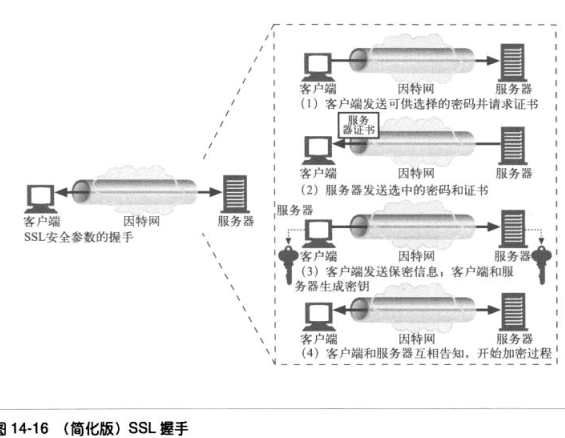 客户端 因特网 服务器
(1)客户端发送可供选择的密码并请求证书
服务
器证书
客户端 因特网 服务器
(2)服务器发送选中的密码和证书
客户端 因特网 服务器
SSL安全参数的握手
服务器
客户端 因特网 服务器
(3)客户端发送保密信息;客户端和服
务器生成密钥
客户端 因特网 服务器
(4)客户端和服务器互相告知,开始加密过程
图 14-16 (简化版)SSL 握手